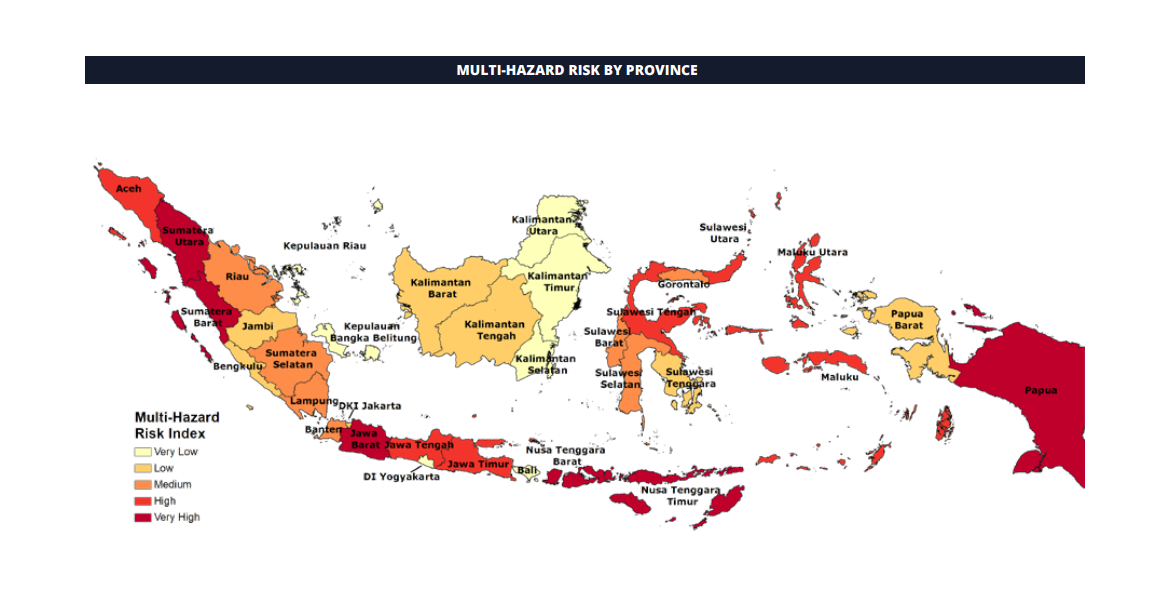 MULTI-HAZARD RISK BY PROVINCE
Aceh
Sumatera
Utara
Riau
Kepulauan Riau
Sumatera
Barat
Jambi
Kepulauan
Bangka Belitung
Bengkulu
Sumatera
Selatan
Lampung
DKI Jakarta
Banten
Jawa
Barat
Jawa Tengah
DI Yogyakarta
Jawa Timur
Bali
Nusa Tenggara
Barat
Nusa Tenggara
Timur
Kalimantan
Utara
Kalimantan
Barat
Kalimantan
Timur
Kalimantan
Tengah
Kalimantan
Selatan
Sulawesi
Utara
Gorontalo
Sulawesi Tengah
Sulawesi
Barat
Sulawesi
Selatan
Sulawesi
Tenggara
Maluku Utara
Maluku
Papua
Barat
Papua
Multi-Hazard
Risk Index
Very Low
Low
Medium
High
Very High